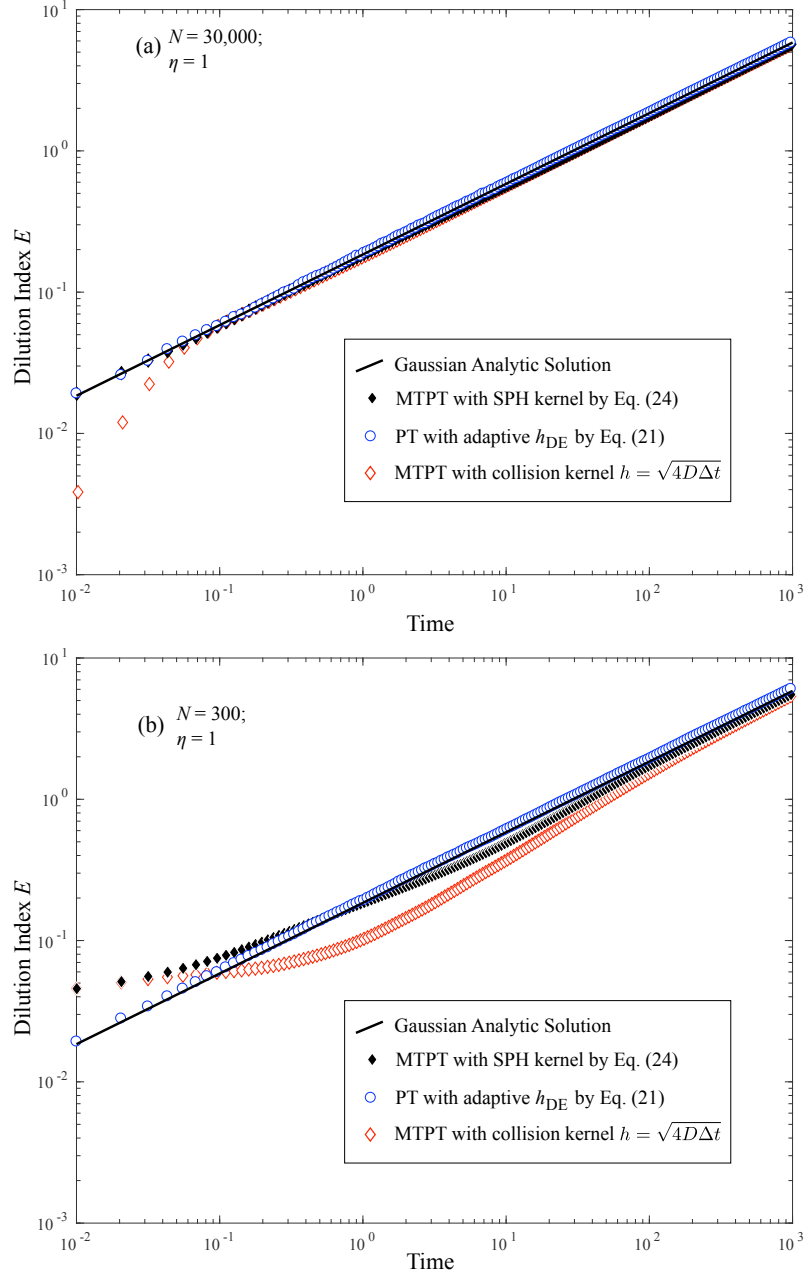 10^1
(a) N = 30,000;
η = 1
10^0
Dilution Index E
10^-1
Gaussian Analytic Solution
MTPT with SPH kernel by Eq. (24)
10^-2
PT with adaptive h_DE by Eq. (21)
MTPT with collision kernel h = √4DΔt
10^-3
10^-2 10^-1 10^0 10^1 10^2 10^3
Time
10^1
(b) N = 300;
η = 1
10^0
Dilution Index E
10^-1
Gaussian Analytic Solution
MTPT with SPH kernel by Eq. (24)
10^-2
PT with adaptive h_DE by Eq. (21)
MTPT with collision kernel h = √4DΔt
10^-3
10^-2 10^-1 10^0 10^1 10^2 10^3
Time